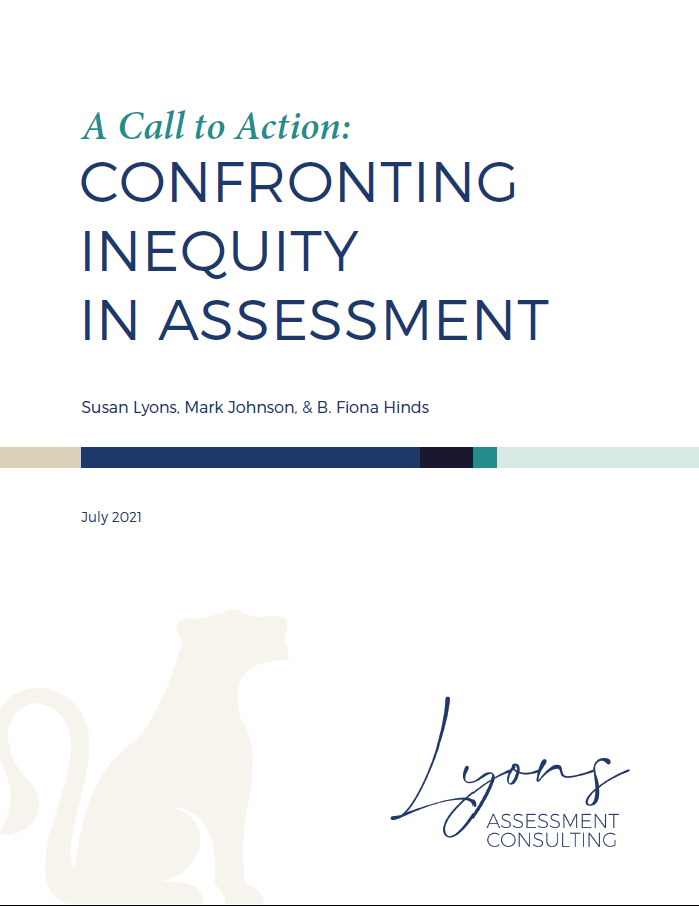 A Call to Action:
CONFRONTING
INEQUITY
IN ASSESSMENT
Susan Lyons, Mark Johnson, & B. Fiona Hinds
July 2021
Lyons
ASSESSMENT
CONSULTING